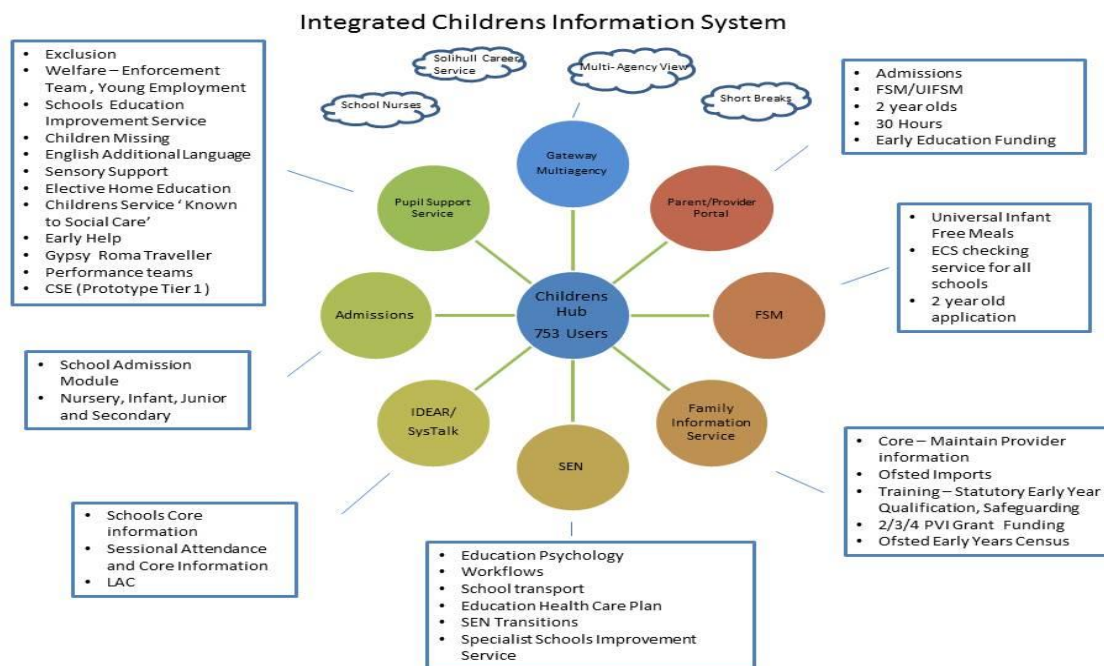 Integrated Childrens Information System
• Exclusion
• Welfare – Enforcement
Team , Young Employment
• Schools Education
Improvement Service
• Children Missing
• English Additional Language
• Sensory Support
• Elective Home Education
• Childrens Service ‘ Known
to Social Care’
• Early Help
• Gypsy Roma Traveller
• Performance teams
• CSE (Prototype Tier 1)
Solihull Career
Service
Multi- Agency View
School Nurses
Short Breaks
• Admissions
• FSM/UIFSM
• 2 year olds
• 30 Hours
• Early Education Funding
Gateway
Multiagency
Pupil Support
Service
Parent/Provider
Portal
• Universal Infant
Free Meals
• ECS checking
service for all
schools
• 2 year old
application
Admissions
Childrens
Hub
753 Users
FSM
• School Admission
Module
• Nursery, Infant, Junior
and Secondary
IDEAR/
SysTalk
SEN
Family
Information
Service
• Core – Maintain Provider
information
• Ofsted Imports
• Training – Statutory Early Year
Qualification, Safeguarding
• 2/3/4 PVI Grant Funding
• Ofsted Early Years Census
• Schools Core
information
• Sessional Attendance
and Core Information
• LAC
• Education Psychology
• Workflows
• School transport
• Education Health Care Plan
• SEN Transitions
• Specialist Schools Improvement
Service